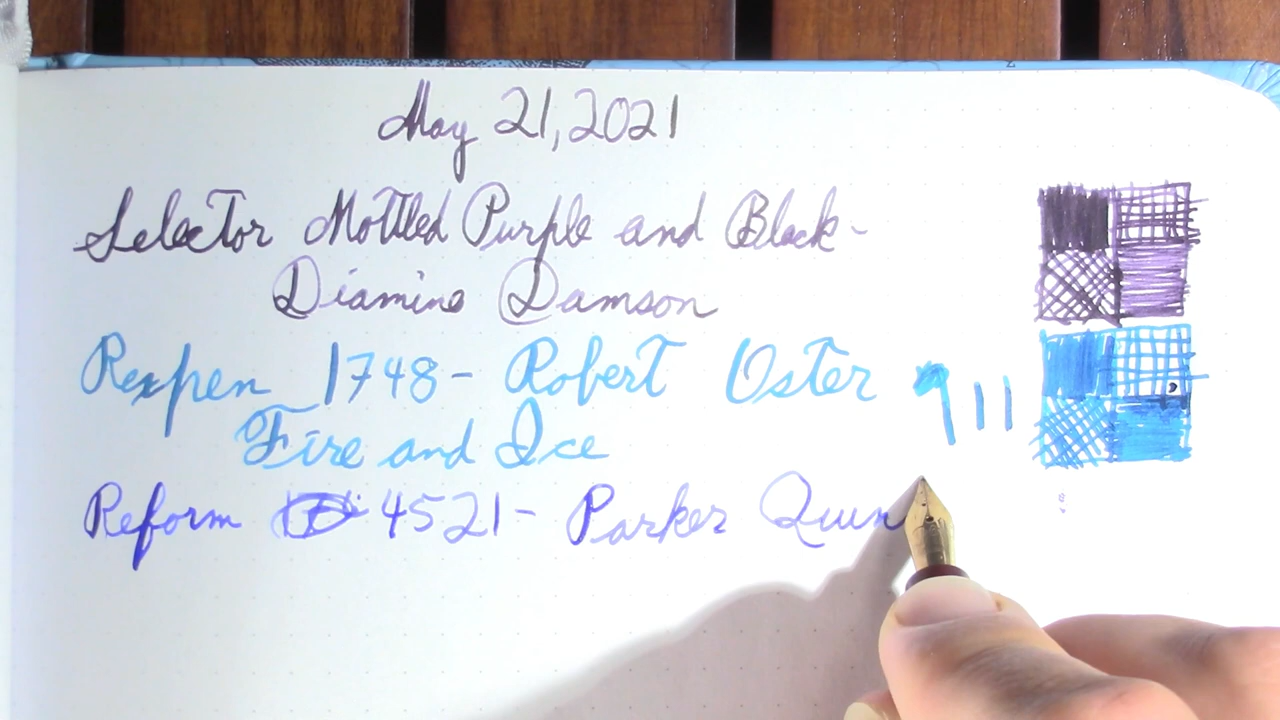 May 21, 2021
Selector Mottled Purple and Black-
Diamine Damson
Rexpen 1748- Robert Oster 911
Fire and Ice
Reform 4521- Parker Quin